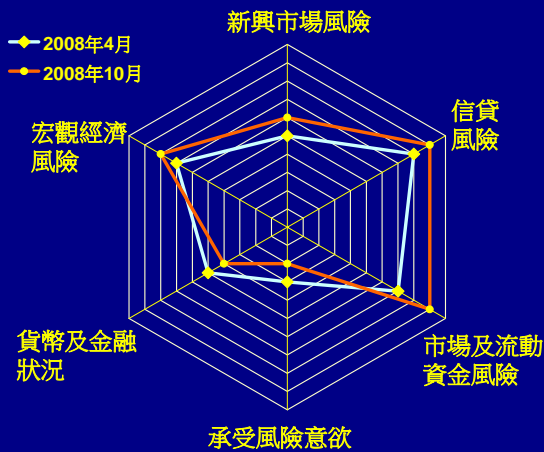 新興市場風險
2008年4月
2008年10月
信貸
風險
宏觀經濟
風險
貨幣及金融
狀況
市場及流動
資金風險
承受風險意欲